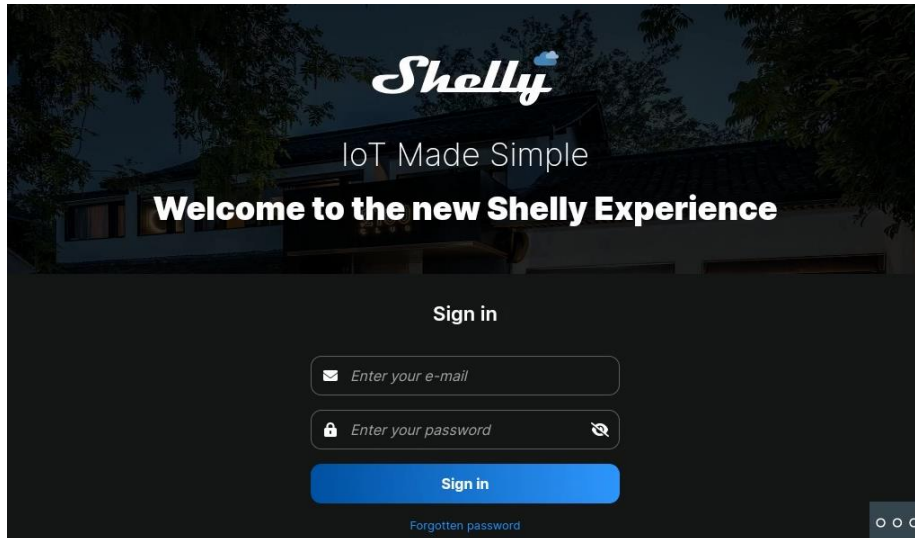 Shelly
IoT Made Simple
Welcome to the new Shelly Experience
Sign in
Enter your e-mail
Enter your password
Sign in
Forgotten password